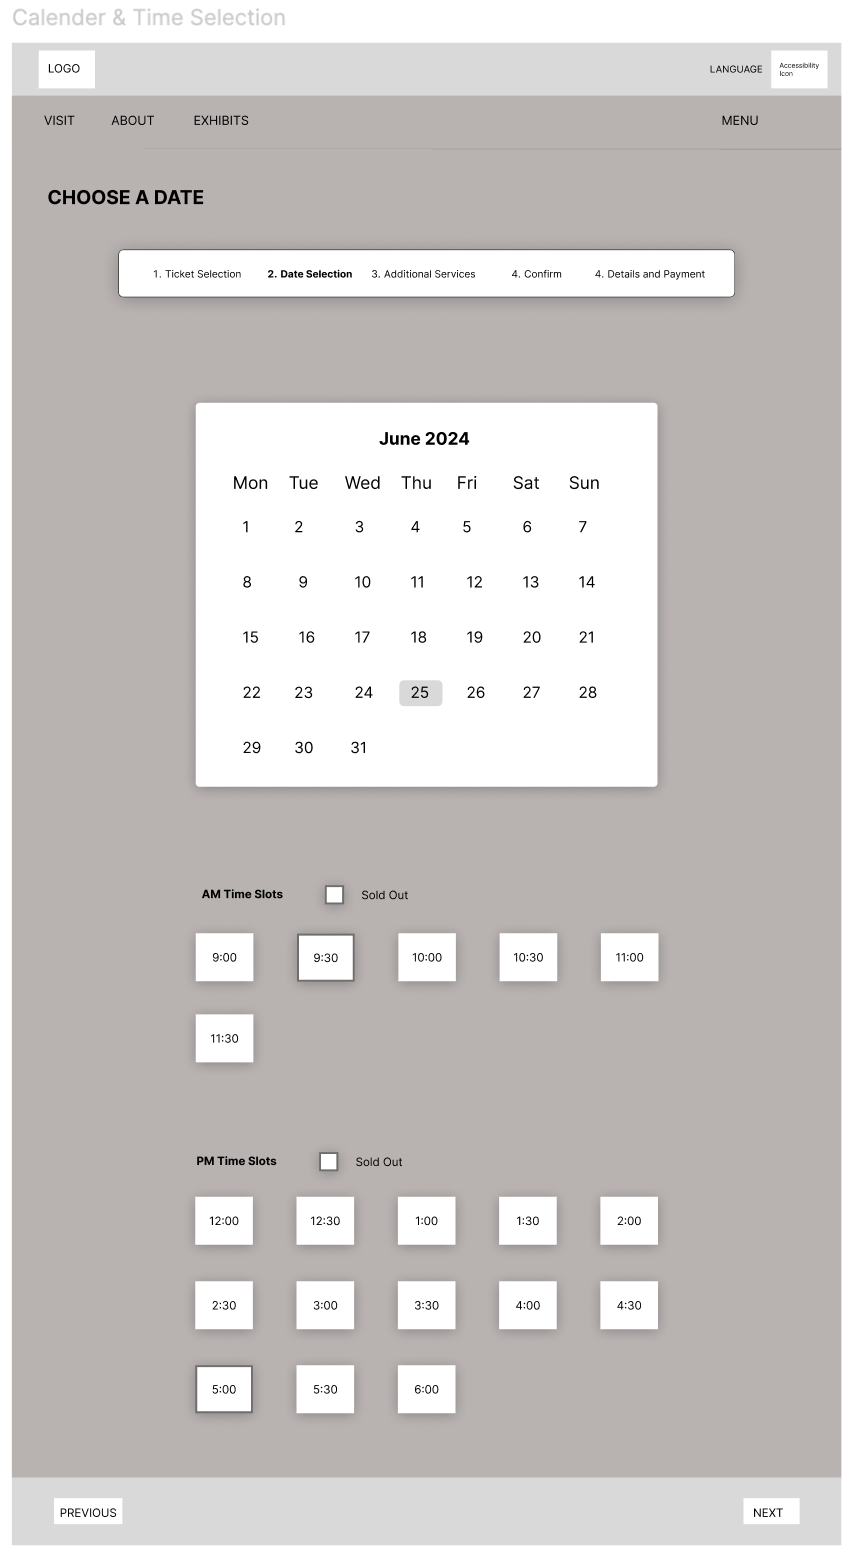 Calender & Time Selection
LOGO
LANGUAGE
Accessibility
Icon
VISIT ABOUT EXHIBITS MENU
CHOOSE A DATE
1. Ticket Selection 2. Date Selection 3. Additional Services 4. Confirm 4. Details and Payment
June 2024
Mon Tue Wed Thu Fri Sat Sun
1 2 3 4 5 6 7
8 9 10 11 12 13 14
15 16 17 18 19 20 21
22 23 24 25 26 27 28
29 30 31
AM Time Slots Sold Out
9:00 9:30 10:00 10:30 11:00
11:30
PM Time Slots Sold Out
12:00 12:30 1:00 1:30 2:00
2:30 3:00 3:30 4:00 4:30
5:00 5:30 6:00
PREVIOUS NEXT